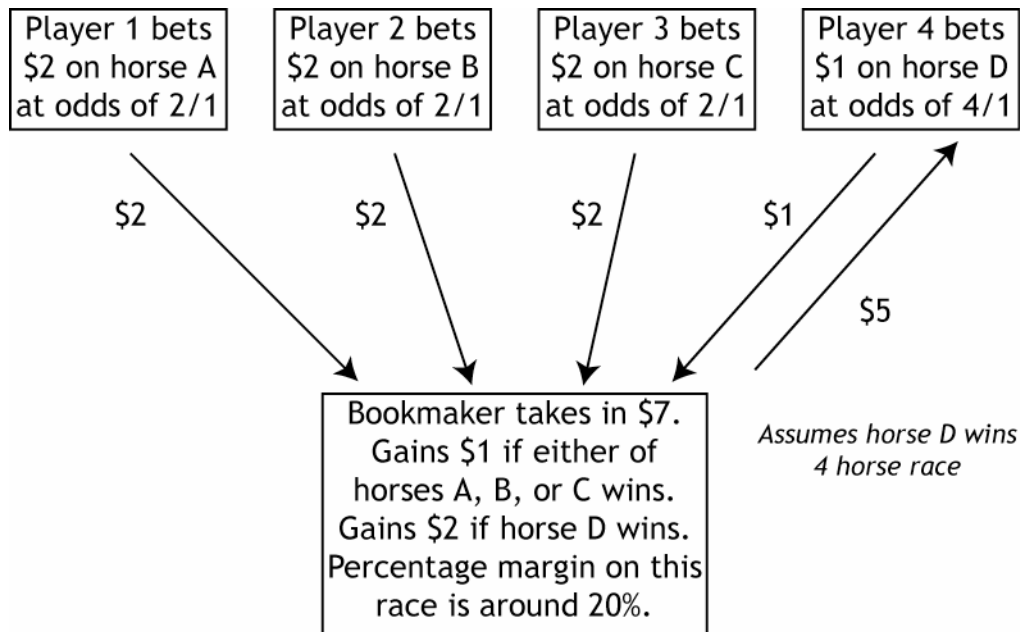 Player 1 bets
$2 on horse A
at odds of 2/1
Player 2 bets
$2 on horse B
at odds of 2/1
Player 3 bets
$2 on horse C
at odds of 2/1
Player 4 bets
$1 on horse D
at odds of 4/1
$2
$2
$2
$1
$5
Bookmaker takes in $7.
Gains $1 if either of
horses A, B, or C wins.
Gains $2 if horse D wins.
Percentage margin on this
race is around 20%.
Assumes horse D wins
4 horse race